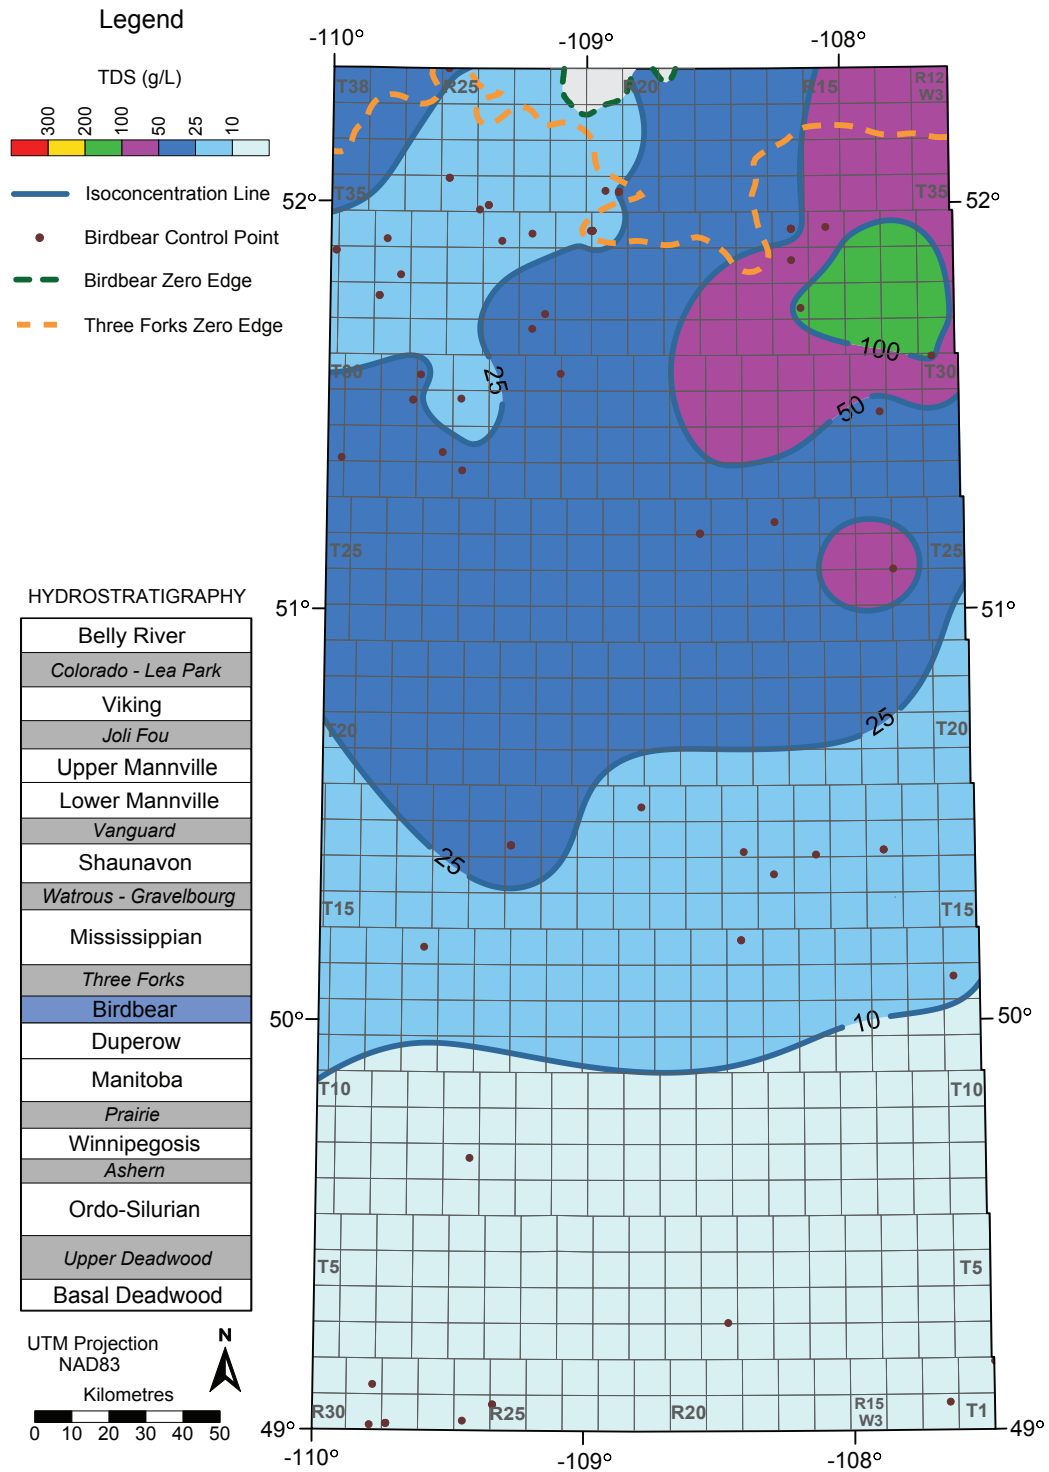 Legend
TDS (g/L)
300
200
100
50
25
10
Isoconcentration Line
Birdbear Control Point
Birdbear Zero Edge
Three Forks Zero Edge
HYDROSTRATIGRAPHY
Belly River
Colorado - Lea Park
Viking
Joli Fou
Upper Mannville
Lower Mannville
Vanguard
Shaunavon
Watrous - Gravelbourg
Mississippian
Three Forks
Birdbear
Duperow
Manitoba
Prairie
Winnipegosis
Ashern
Ordo-Silurian
Upper Deadwood
Basal Deadwood
UTM Projection
NAD83
N
Kilometres
0 10 20 30 40 50
-110° -109° -108°
T38 R25 R20 R15 R12
W3
T35 T35
52° 52°
100
T30 T30
25
50
T25 T25
51° 51°
T20 T20
25
25
T15 T15
50° 50°
10
T10 T10
T5 T5
R30 R25 R20 R15
W3
T1
49° 49°
-110° -109° -108°